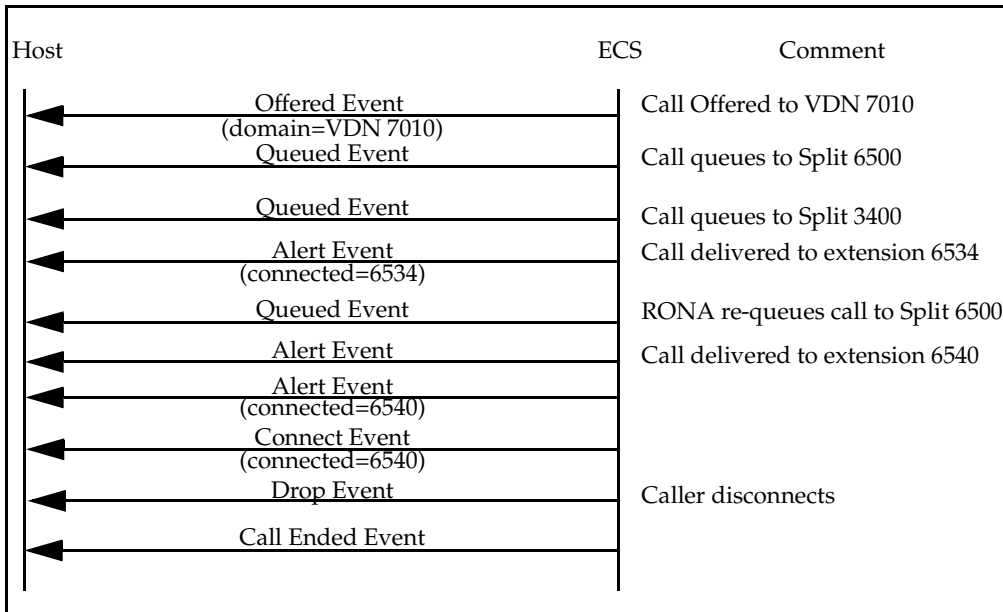 Host ECS Comment
Offered Event Call Offered to VDN 7010
(domain=VDN 7010)
Queued Event Call queues to Split 6500
Queued Event Call queues to Split 3400
Alert Event Call delivered to extension 6534
(connected=6534)
Queued Event RONA re-queues call to Split 6500
Alert Event Call delivered to extension 6540
Alert Event
(connected=6540)
Connect Event
(connected=6540)
Drop Event Caller disconnects
Call Ended Event